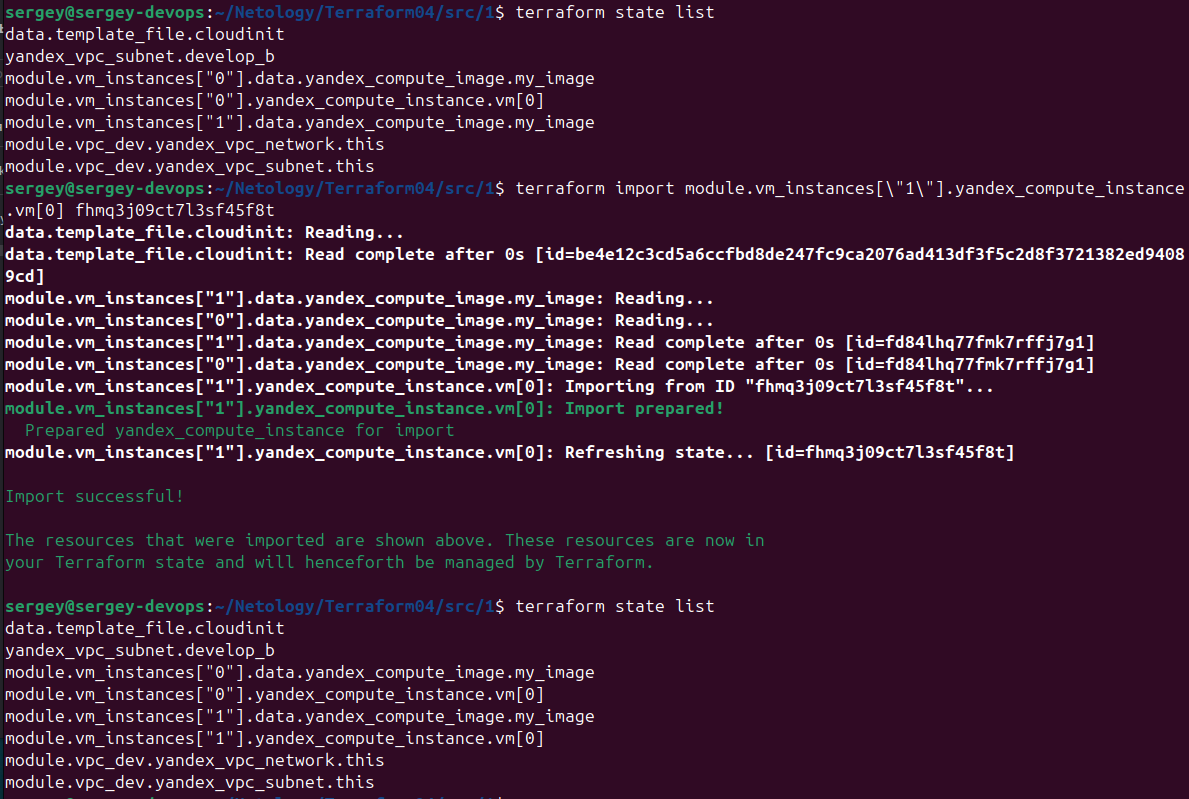 sergey@sergey-devops:~/Netology/Terraform04/src/1$ terraform state list
data.template_file.cloudinit
yandex_vpc_subnet.develop_b
module.vm_instances["0"].data.yandex_compute_image.my_image
module.vm_instances["0"].yandex_compute_instance.vm[0]
module.vm_instances["1"].data.yandex_compute_image.my_image
module.vpc_dev.yandex_vpc_network.this
module.vpc_dev.yandex_vpc_subnet.this
sergey@sergey-devops:~/Netology/Terraform04/src/1$ terraform import module.vm_instances[\"1\"].yandex_compute_instance
.vm[0] fhmq3j09ct7l3sf45f8t
data.template_file.cloudinit: Reading...
data.template_file.cloudinit: Read complete after 0s [id=be4e12c3cd5a6ccfbd8de247fc9ca2076ad413df3f5c2d8f3721382ed9408
9cd]
module.vm_instances["1"].data.yandex_compute_image.my_image: Reading...
module.vm_instances["0"].data.yandex_compute_image.my_image: Reading...
module.vm_instances["1"].data.yandex_compute_image.my_image: Read complete after 0s [id=fd84lhq77fmk7rffj7g1]
module.vm_instances["0"].data.yandex_compute_image.my_image: Read complete after 0s [id=fd84lhq77fmk7rffj7g1]
module.vm_instances["1"].yandex_compute_instance.vm[0]: Importing from ID "fhmq3j09ct7l3sf45f8t"...
module.vm_instances["1"].yandex_compute_instance.vm[0]: Import prepared!
  Prepared yandex_compute_instance for import
module.vm_instances["1"].yandex_compute_instance.vm[0]: Refreshing state... [id=fhmq3j09ct7l3sf45f8t]

Import successful!

The resources that were imported are shown above. These resources are now in
your Terraform state and will henceforth be managed by Terraform.

sergey@sergey-devops:~/Netology/Terraform04/src/1$ terraform state list
data.template_file.cloudinit
yandex_vpc_subnet.develop_b
module.vm_instances["0"].data.yandex_compute_image.my_image
module.vm_instances["0"].yandex_compute_instance.vm[0]
module.vm_instances["1"].data.yandex_compute_image.my_image
module.vm_instances["1"].yandex_compute_instance.vm[0]
module.vpc_dev.yandex_vpc_network.this
module.vpc_dev.yandex_vpc_subnet.this